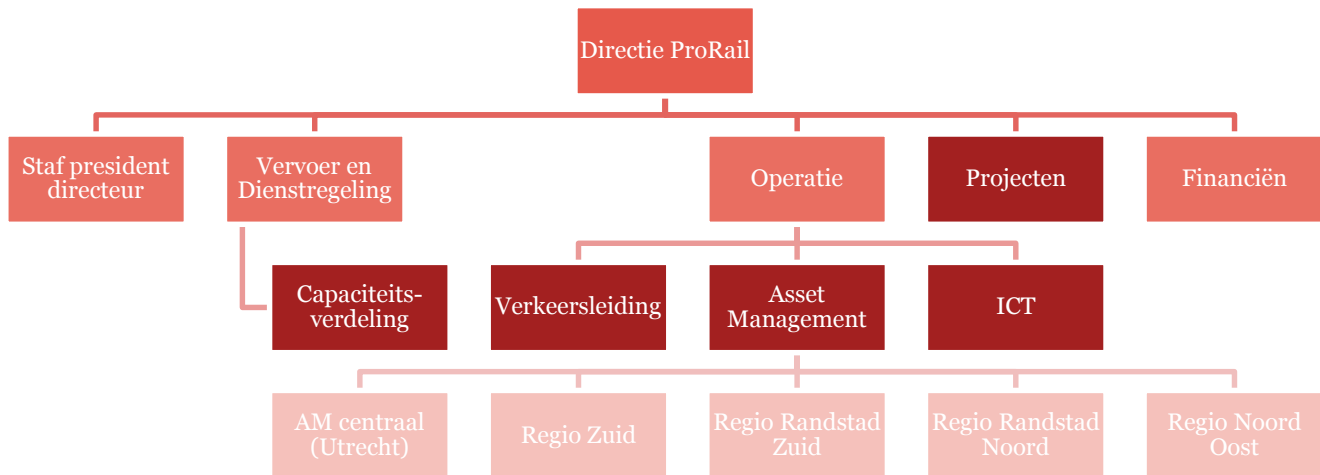 Directie ProRail
Staf president
directeur
Vervoer en
Dienstregeling
Operatie
Projecten
Financiën
Capaciteits-
verdeling
Verkeersleiding
Asset
Management
ICT
AM centraal
(Utrecht)
Regio Zuid
Regio Randstad
Zuid
Regio Randstad
Noord
Regio Noord
Oost